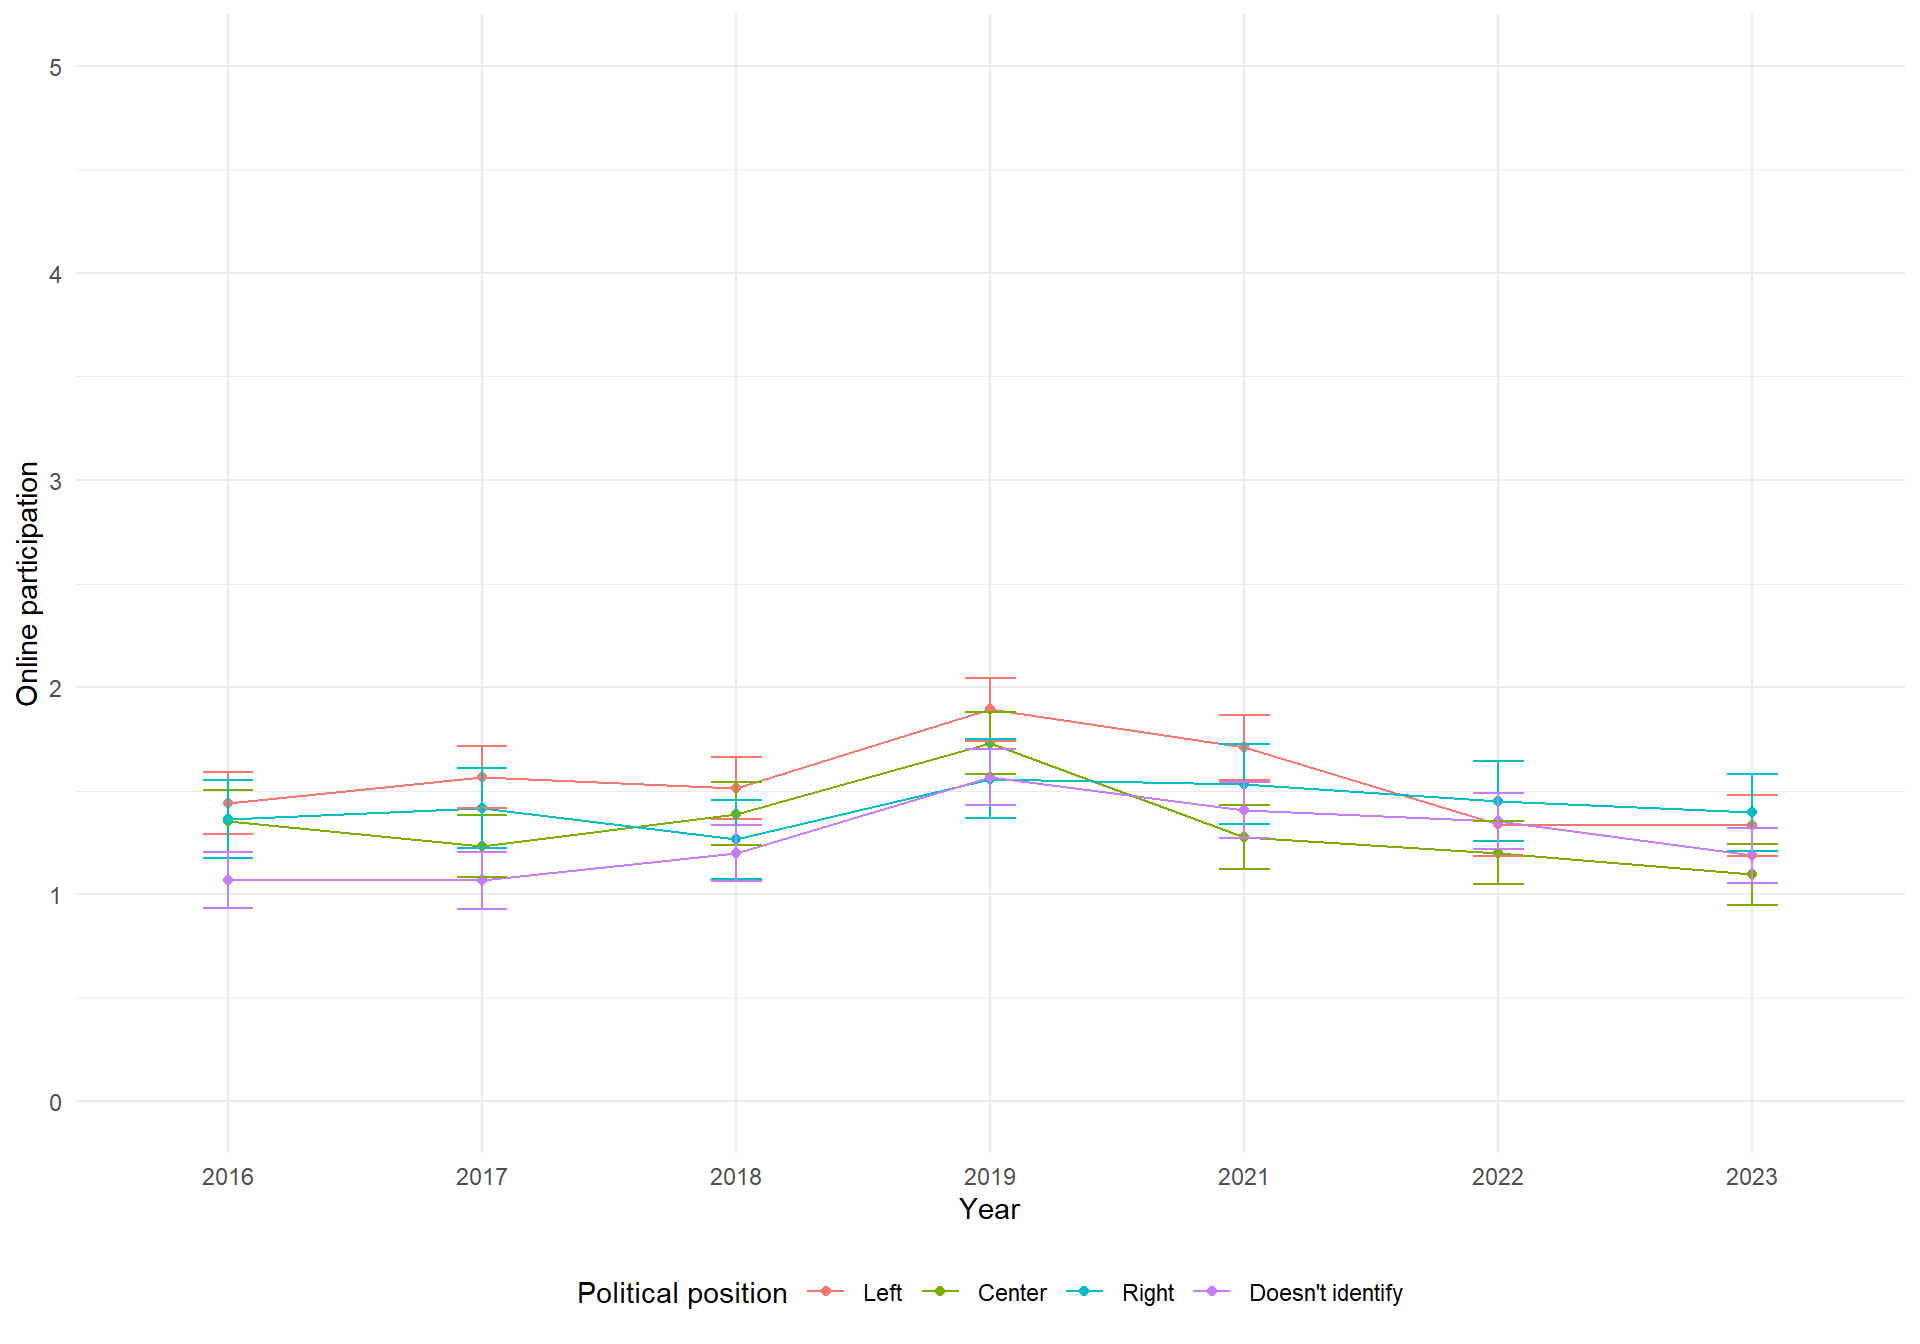 5
4
3
2
1
0
Online participation
2016 2017 2018 2019 2021 2022 2023
Year
Political position Left Center Right Doesn't identify